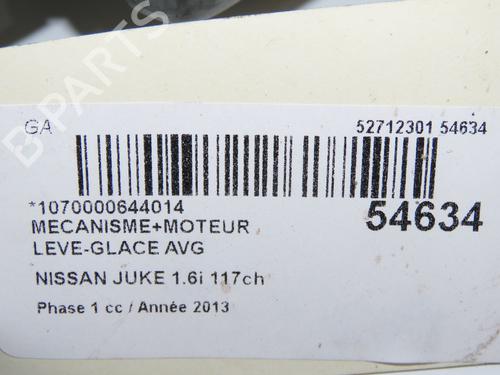 B-PARTS
GA
52712301 54634
*1070000644014
54634
MECANISME+MOTEUR
LEVE-GLACE AVG
NISSAN JUKE 1.6i 117ch
Phase 1 cc / Année 2013